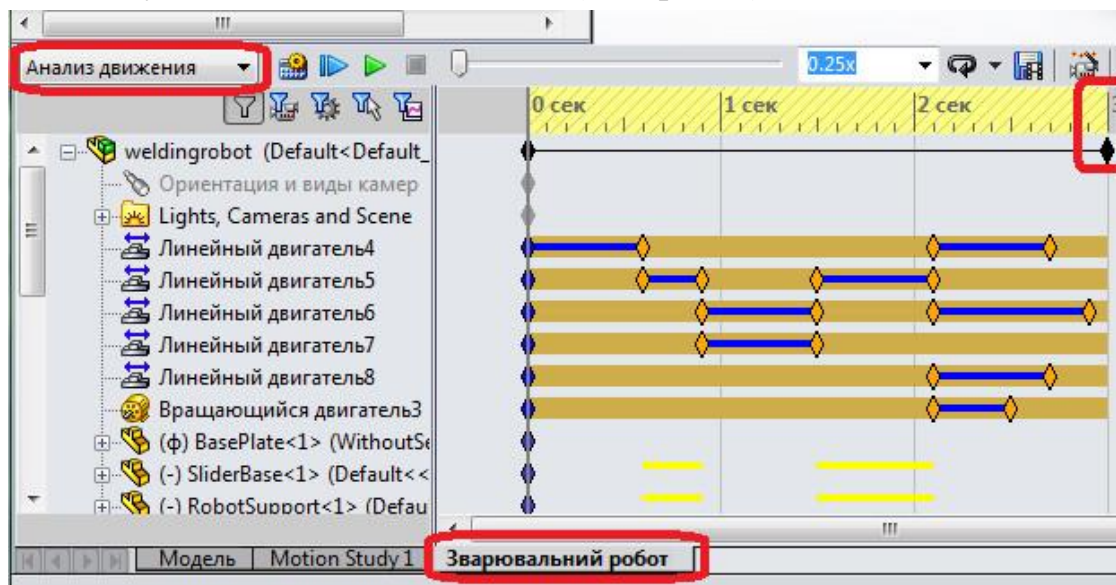 Анализ движения
0.25x
0 сек 1 сек 2 сек
weldingrobot (Default<Default_
Ориентация и виды камер
Lights, Cameras and Scene
Линейный двигатель4
Линейный двигатель5
Линейный двигатель6
Линейный двигатель7
Линейный двигатель8
Вращающийся двигатель3
(ф) BasePlate<1> (WithoutSe
(-) SliderBase<1> (Default<<
(-) RobotSupport<1> (Defau
Модель Motion Study 1 Зварювальний робот